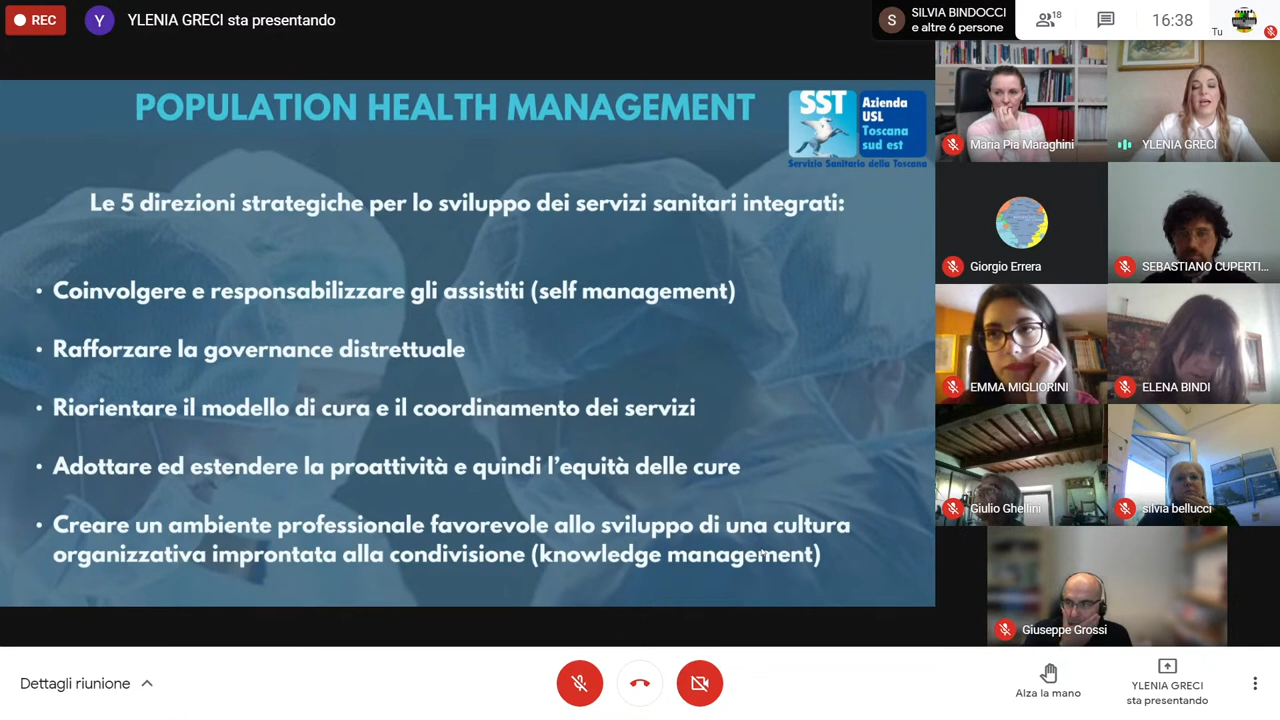 REC
Y
YLENIA GRECI sta presentando
S
SILVIA BINDOCCI
e altre 6 persone
18
16:38
Tu
POPULATION HEALTH MANAGEMENT
SST
Azienda
USL
Toscana
sud est
Servizio Sanitario della Toscana
Le 5 direzioni strategiche per lo sviluppo dei servizi sanitari integrati:
• Coinvolgere e responsabilizzare gli assistiti (self management)
• Rafforzare la governance distrettuale
• Riorientare il modello di cura e il coordinamento dei servizi
• Adottare ed estendere la proattività e quindi l’equità delle cure
• Creare un ambiente professionale favorevole allo sviluppo di una cultura
organizzativa improntata alla condivisione (knowledge management)
Maria Pia Maraghini
YLENIA GRECI
Giorgio Errera
SEBASTIANO CUPERTI...
EMMA MIGLIORINI
ELENA BINDI
Giulio Ghellini
silvia bellucci
Giuseppe Grossi
Dettagli riunione
Alza la mano
YLENIA GRECI
sta presentando